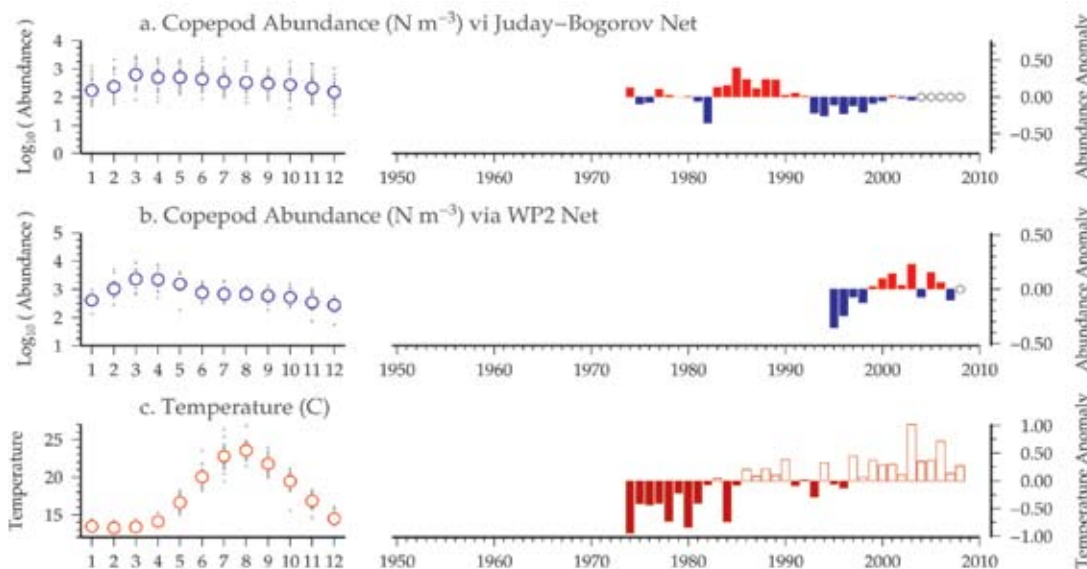 a. Copepod Abundance (N m⁻³) vi Juday–Bogorov Net
Log₁₀ ( Abundance )
4
3
2
1
0
1 2 3 4 5 6 7 8 9 10 11 12
1950 1960 1970 1980 1990 2000 2010
0.50
0.00
−0.50
Abundance Anomaly
b. Copepod Abundance (N m⁻³) via WP2 Net
Log₁₀ ( Abundance )
5
4
3
2
1
1 2 3 4 5 6 7 8 9 10 11 12
1950 1960 1970 1980 1990 2000 2010
0.50
0.00
−0.50
Abundance Anomaly
c. Temperature (C)
Temperature
25
20
15
1 2 3 4 5 6 7 8 9 10 11 12
1950 1960 1970 1980 1990 2000 2010
1.00
0.50
0.00
−0.50
−1.00
Temperature Anomaly